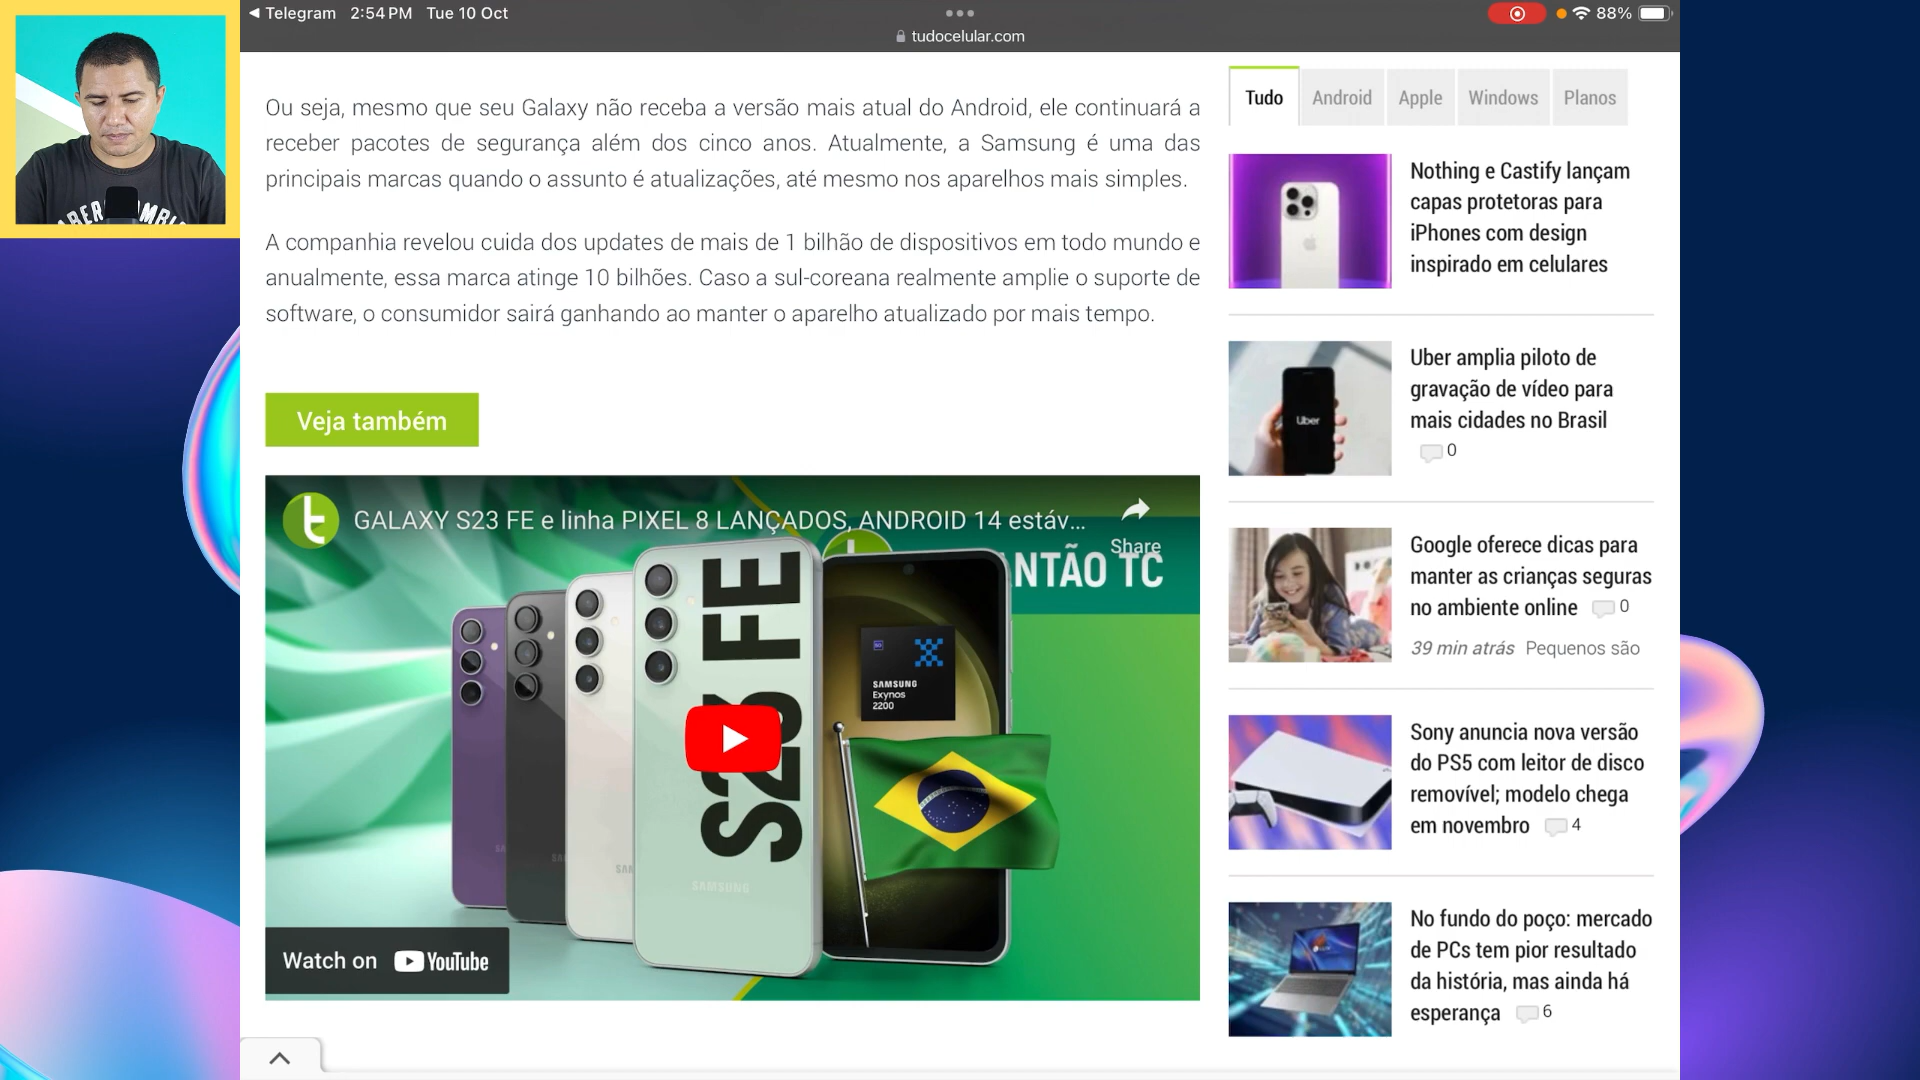 Telegram 2:54 PM Tue 10 Oct
88%
tudocelular.com
Ou seja, mesmo que seu Galaxy não receba a versão mais atual do Android, ele continuará a
receber pacotes de segurança além dos cinco anos. Atualmente, a Samsung é uma das
principais marcas quando o assunto é atualizações, até mesmo nos aparelhos mais simples.
A companhia revelou cuida dos updates de mais de 1 bilhão de dispositivos em todo mundo e
anualmente, essa marca atinge 10 bilhões. Caso a sul-coreana realmente amplie o suporte de
software, o consumidor sairá ganhando ao manter o aparelho atualizado por mais tempo.
Veja também
GALAXY S23 FE e linha PIXEL 8 LANÇADOS, ANDROID 14 estáv...
Share
NTÃO TC
S23 FE
SAMSUNG
Exynos
2200
SAMSUNG
Watch on YouTube
Tudo Android Apple Windows Planos
Nothing e Castify lançam
capas protetoras para
iPhones com design
inspirado em celulares
Uber amplia piloto de
gravação de vídeo para
mais cidades no Brasil
0
Uber
Google oferece dicas para
manter as crianças seguras
no ambiente online 0
39 min atrás Pequenos são
Sony anuncia nova versão
do PS5 com leitor de disco
removível; modelo chega
em novembro 4
No fundo do poço: mercado
de PCs tem pior resultado
da história, mas ainda há
esperança 6